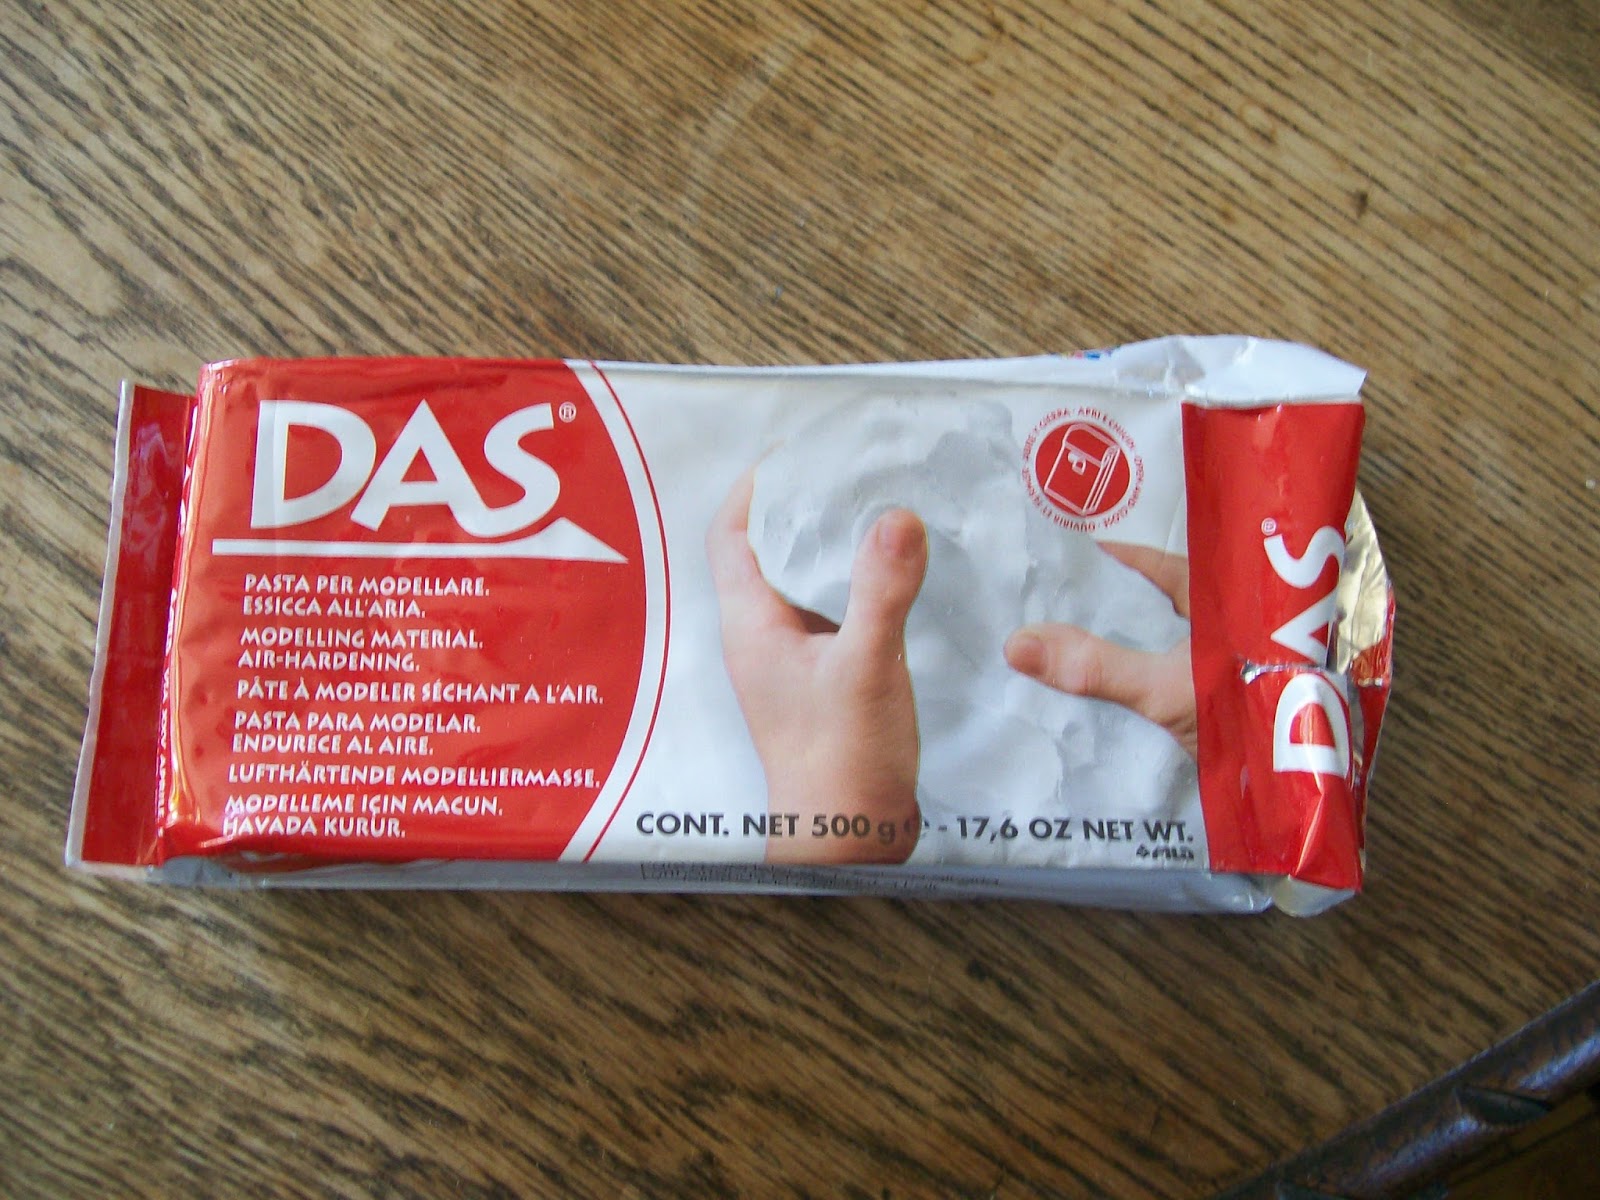 DAS®
PASTA PER MODELLARE.
ESSICCA ALL'ARIA.
MODELLING MATERIAL.
AIR-HARDENING.
PÂTE À MODELER SÉCHANT A L'AIR.
PASTA PARA MODELAR.
ENDURECE AL AIRE.
LUFTHÄRTENDE MODELLIERMASSE.
MODELLEME IÇIN MACUN.
HAVADA KURUR.
CONT. NET 500 g e - 17,6 OZ NET WT.
DAS®